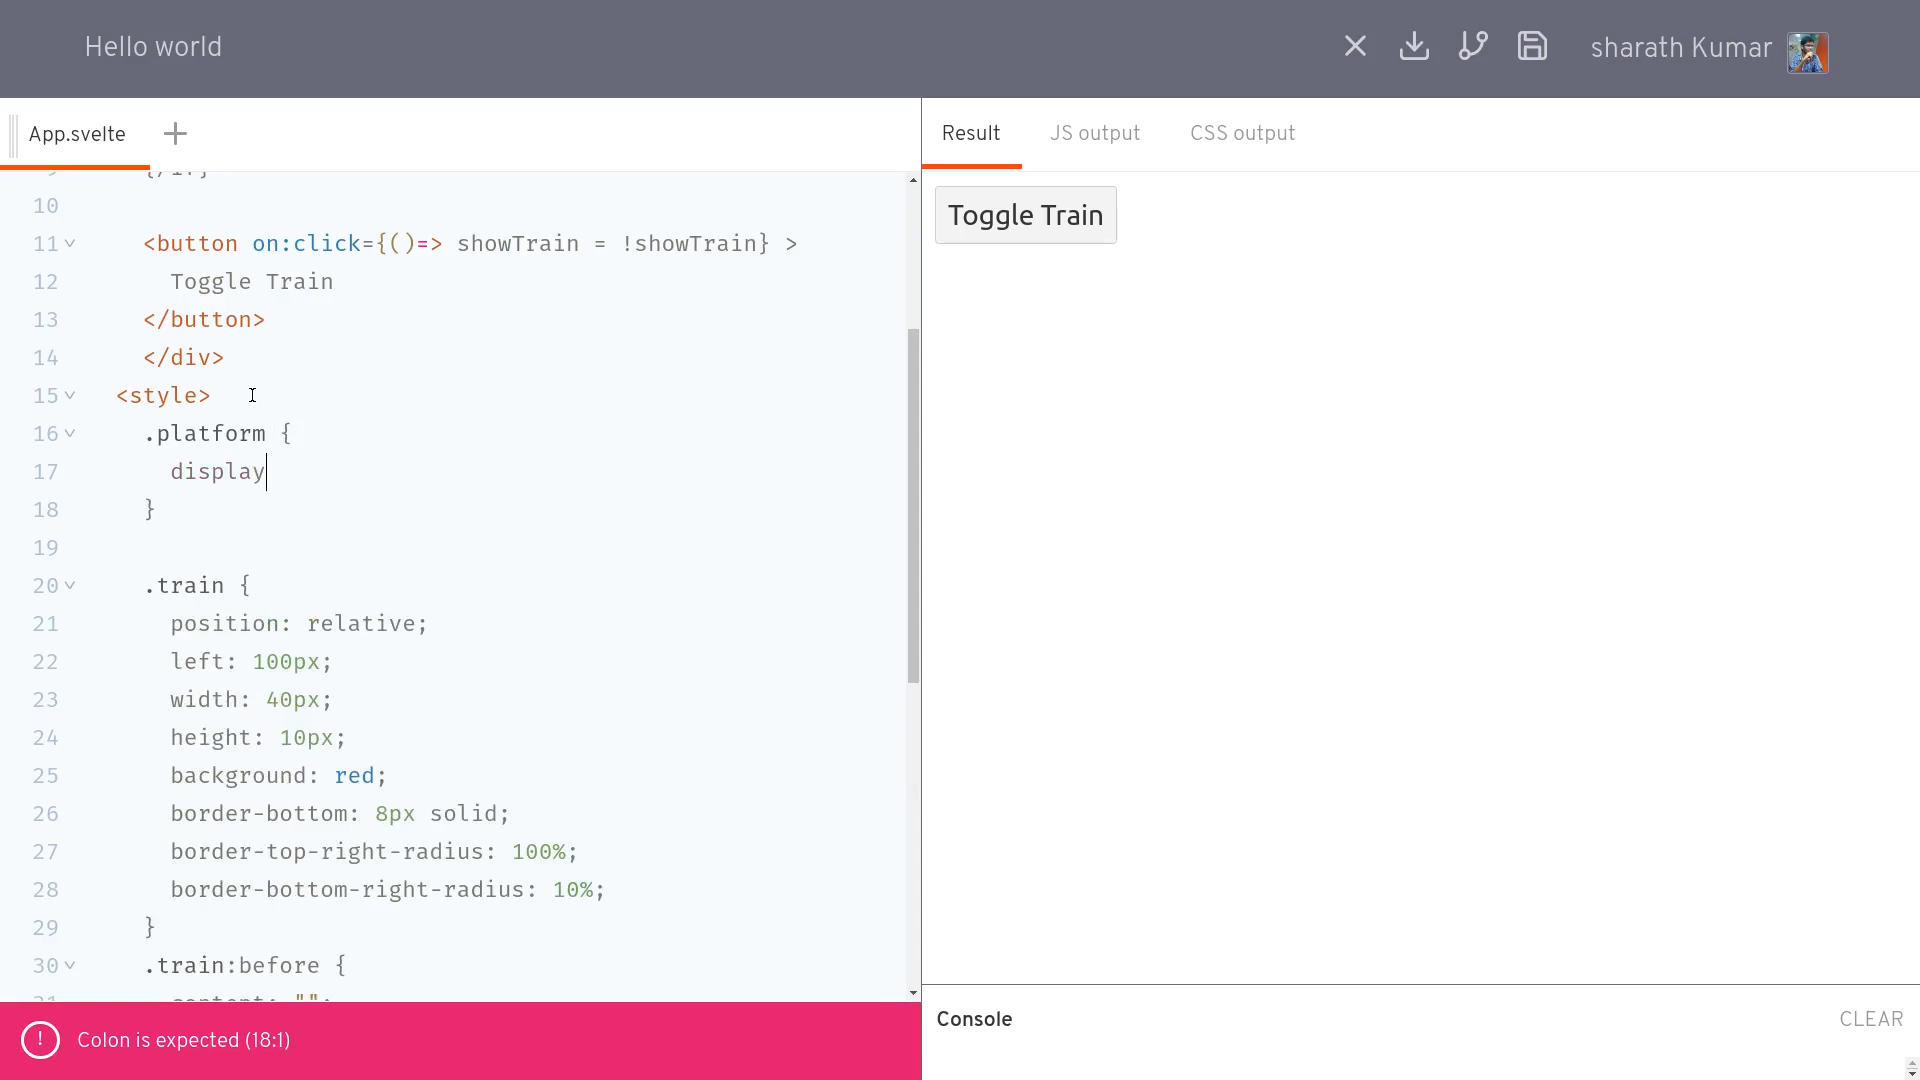 Hello world
sharath Kumar
App.svelte
10
11 <button on:click={()=> showTrain = !showTrain} >
12 Toggle Train
13 </button>
14 </div>
15 <style>
16 .platform {
17 display
18 }
19
20 .train {
21 position: relative;
22 left: 100px;
23 width: 40px;
24 height: 10px;
25 background: red;
26 border-bottom: 8px solid;
27 border-top-right-radius: 100%;
28 border-bottom-right-radius: 10%;
29 }
30 .train:before {
Colon is expected (18:1)
Result
JS output
CSS output
Toggle Train
Console
CLEAR